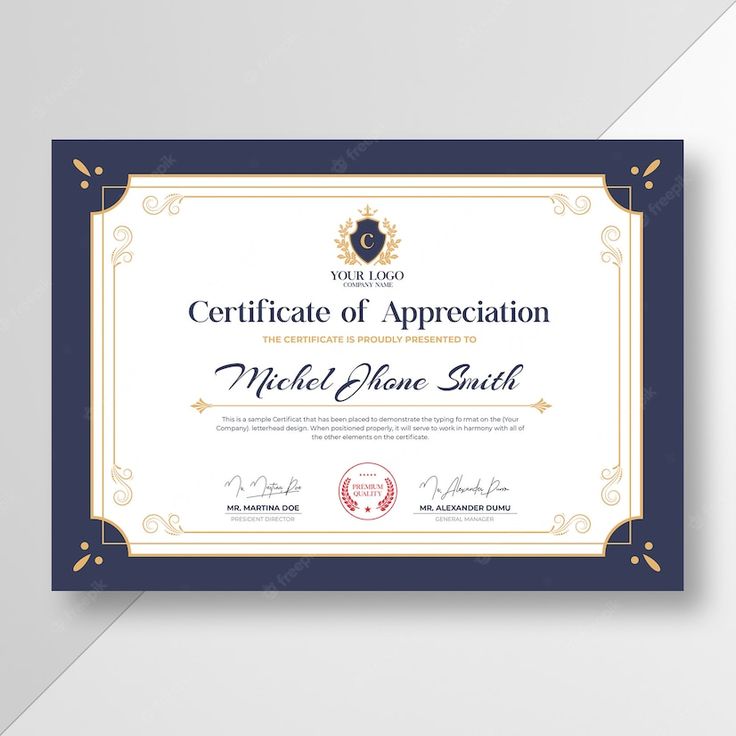 C
YOUR LOGO
COMPANY NAME
Certificate of Appreciation
THE CERTIFICATE IS PROUDLY PRESENTED TO
Michel Jhone Smith
This is a sample Certificat that has been placed to demonstrate the typing fo rmat on the (Your
Company). letterhead design. When positioned properly, it will serve to work in harmony with all of
the other elements on the certificate.
Mr. Martina Doe
PREMIUM
QUALITY
Mr. Alexander Dumu
MR. MARTINA DOE
MR. ALEXANDER DUMU
PRESIDENT DIRECTOR
GENERAL MANAGER
freepik